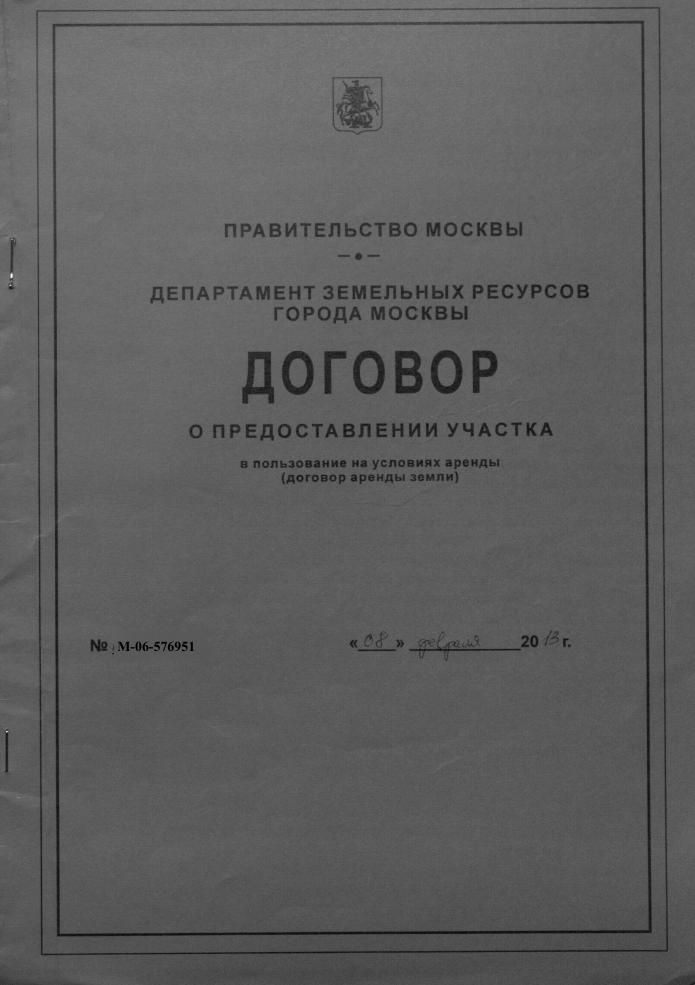 ПРАВИТЕЛЬСТВО МОСКВЫ
ДЕПАРТАМЕНТ ЗЕМЕЛЬНЫХ РЕСУРСОВ
ГОРОДА МОСКВЫ
ДОГОВОР
О ПРЕДОСТАВЛЕНИИ УЧАСТКА
в пользование на условиях аренды
(договор аренды земли)
№ М-06-576951 «08» февраля 2013 г.